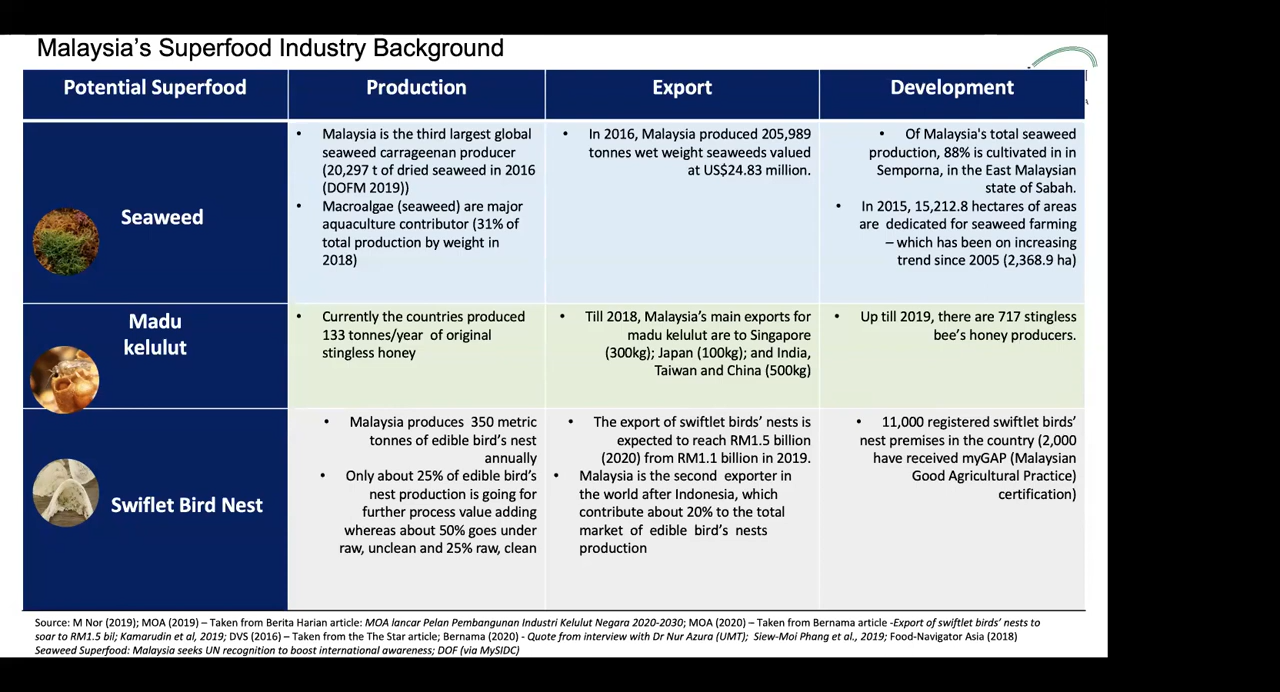 Malaysia's Superfood Industry Background
Potential Superfood
Production
Export
Development
Seaweed
• Malaysia is the third largest global
seaweed carrageenan producer
(20,297 t of dried seaweed in 2016
(DOFM 2019))
• Macroalgae (seaweed) are major
aquaculture contributor (31% of
total production by weight in
2018)
• In 2016, Malaysia produced 205,989
tonnes wet weight seaweeds valued
at US$24.83 million.
• Of Malaysia's total seaweed
production, 88% is cultivated in in
Semporna, in the East Malaysian
state of Sabah.
• In 2015, 15,212.8 hectares of areas
are dedicated for seaweed farming
– which has been on increasing
trend since 2005 (2,368.9 ha)
Madu
kelulut
• Currently the countries produced
133 tonnes/year of original
stingless honey
• Till 2018, Malaysia's main exports for
madu kelulut are to Singapore
(300kg); Japan (100kg); and India,
Taiwan and China (500kg)
• Up till 2019, there are 717 stingless
bee's honey producers.
Swiflet Bird Nest
• Malaysia produces 350 metric
tonnes of edible bird's nest
annually
• Only about 25% of edible bird's
nest production is going for
further process value adding
whereas about 50% goes under
raw, unclean and 25% raw, clean
• The export of swiftlet birds' nests is
expected to reach RM1.5 billion
(2020) from RM1.1 billion in 2019.
• Malaysia is the second exporter in
the world after Indonesia, which
contribute about 20% to the total
market of edible bird's nests
production
• 11,000 registered swiftlet birds'
nest premises in the country (2,000
have received myGAP (Malaysian
Good Agricultural Practice)
certification)
Source: M Nor (2019); MOA (2019) – Taken from Berita Harian article: MOA lancar Pelan Pembangunan Industri Kelulut Negara 2020-2030; MOA (2020) – Taken from Bernama article -Export of swiftlet birds' nests to
soar to RM1.5 bil; Kamarudin et al, 2019; DVS (2016) – Taken from the The Star article; Bernama (2020) - Quote from interview with Dr Nur Azura (UMT); Siew-Moi Phang et al., 2019; Food-Navigator Asia (2018)
Seaweed Superfood: Malaysia seeks UN recognition to boost international awareness; DOF (via MySIDC)